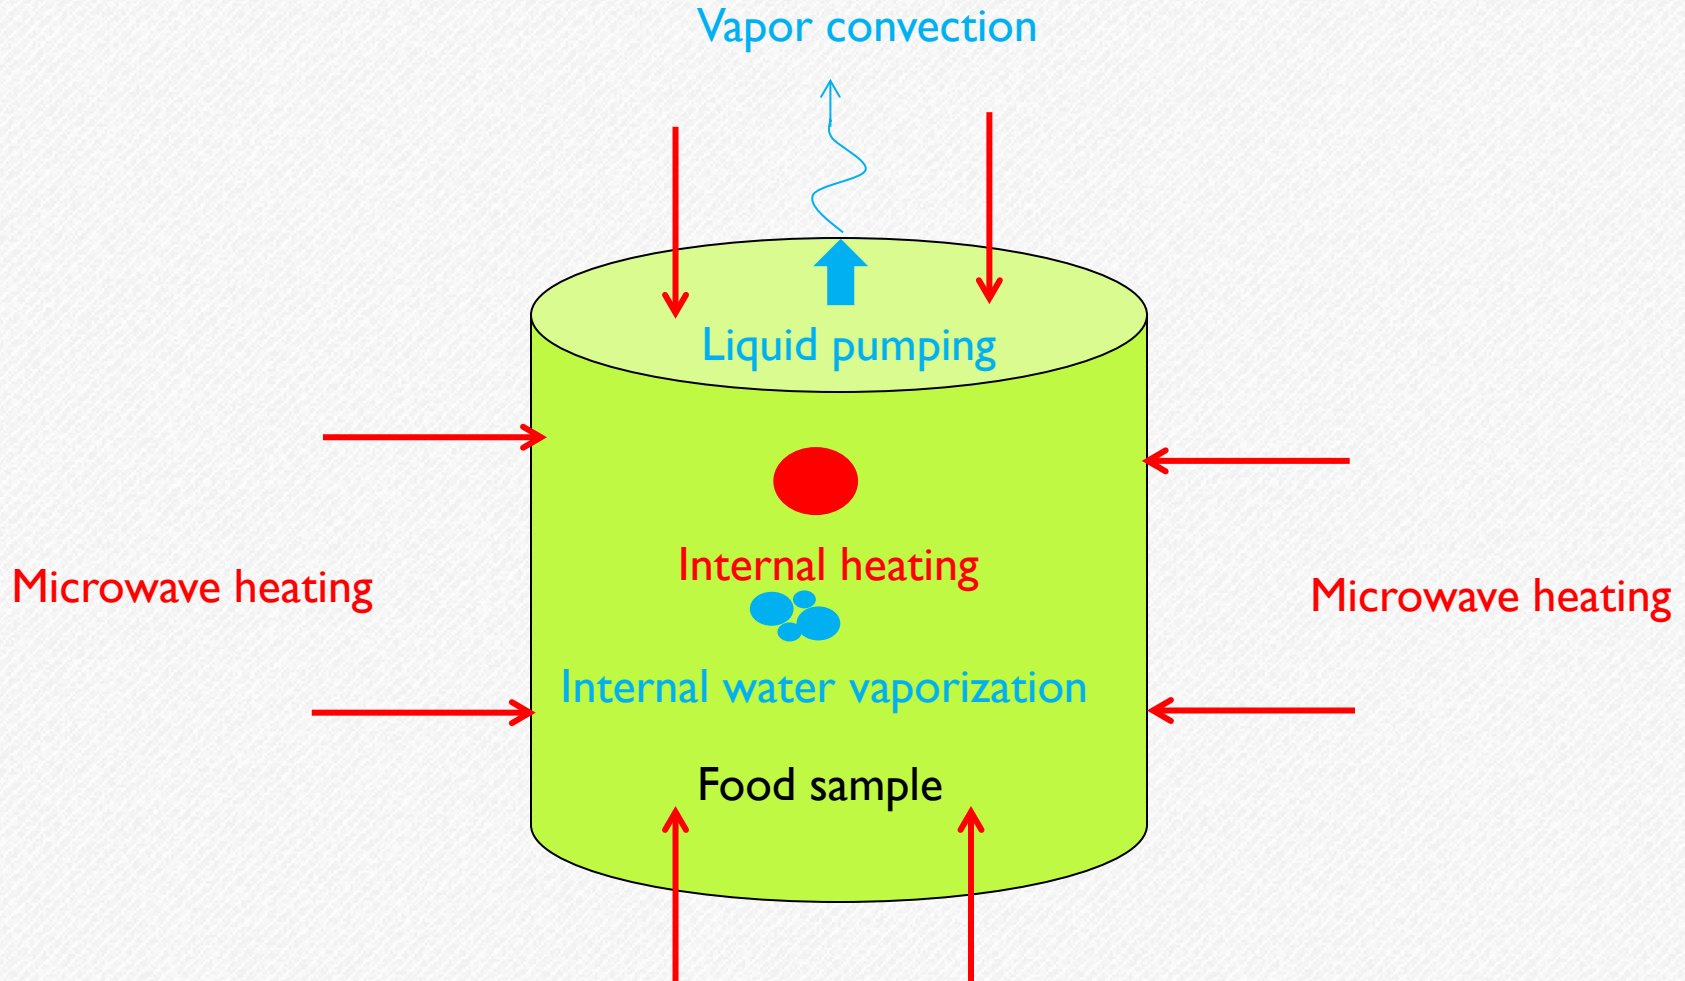 Vapor convection
Liquid pumping
Internal heating
Microwave heating
Microwave heating
Internal water vaporization
Food sample